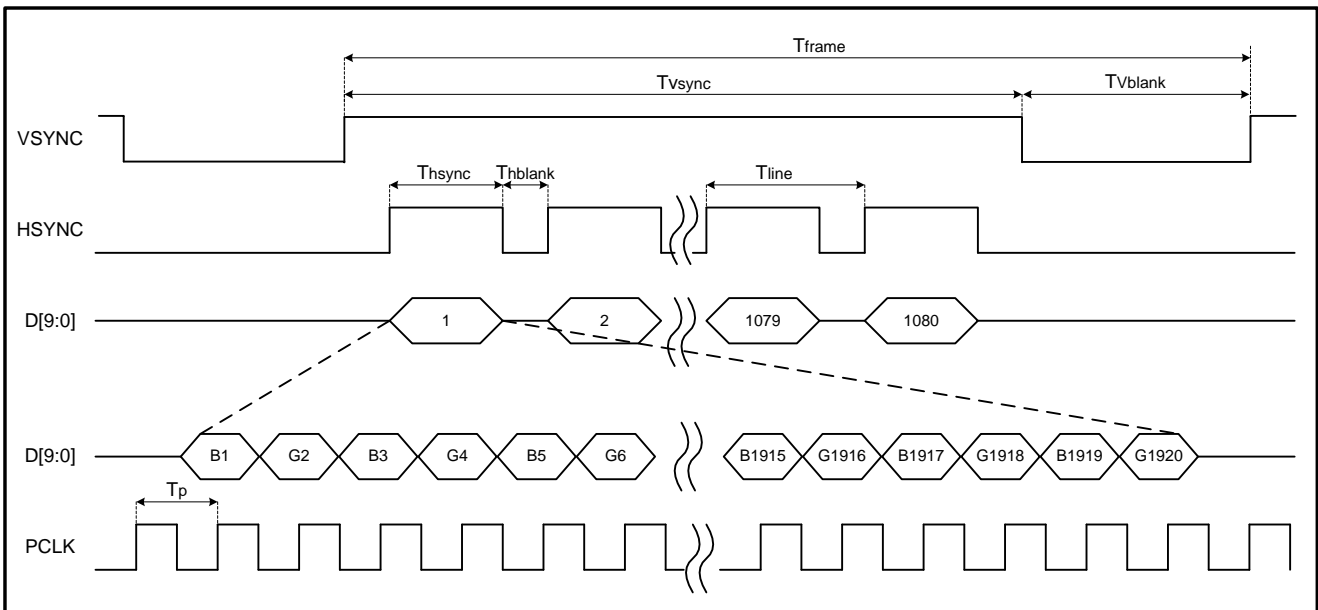 Tframe
Tvsync TVblank
VSYNC
Thsync Thblank Tline
HSYNC
D[9:0] 1 2 1079 1080
D[9:0] B1 G2 B3 G4 B5 G6 B1915 G1916 B1917 G1918 B1919 G1920
Tp
PCLK